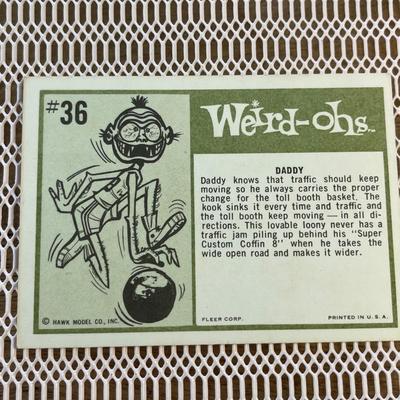 #36
Weird-ohs™
DADDY
Daddy knows that traffic should keep
moving so he always carries the proper
change for the toll booth basket. The
kook sinks it every time and traffic and
the toll booth keep moving — in all di-
rections. This lovable loony never has a
traffic jam piling up behind his "Super
Custom Coffin 8" when he takes the
wide open road and makes it wider.
© HAWK MODEL CO., INC.
FLEER CORP.
PRINTED IN U. S. A.